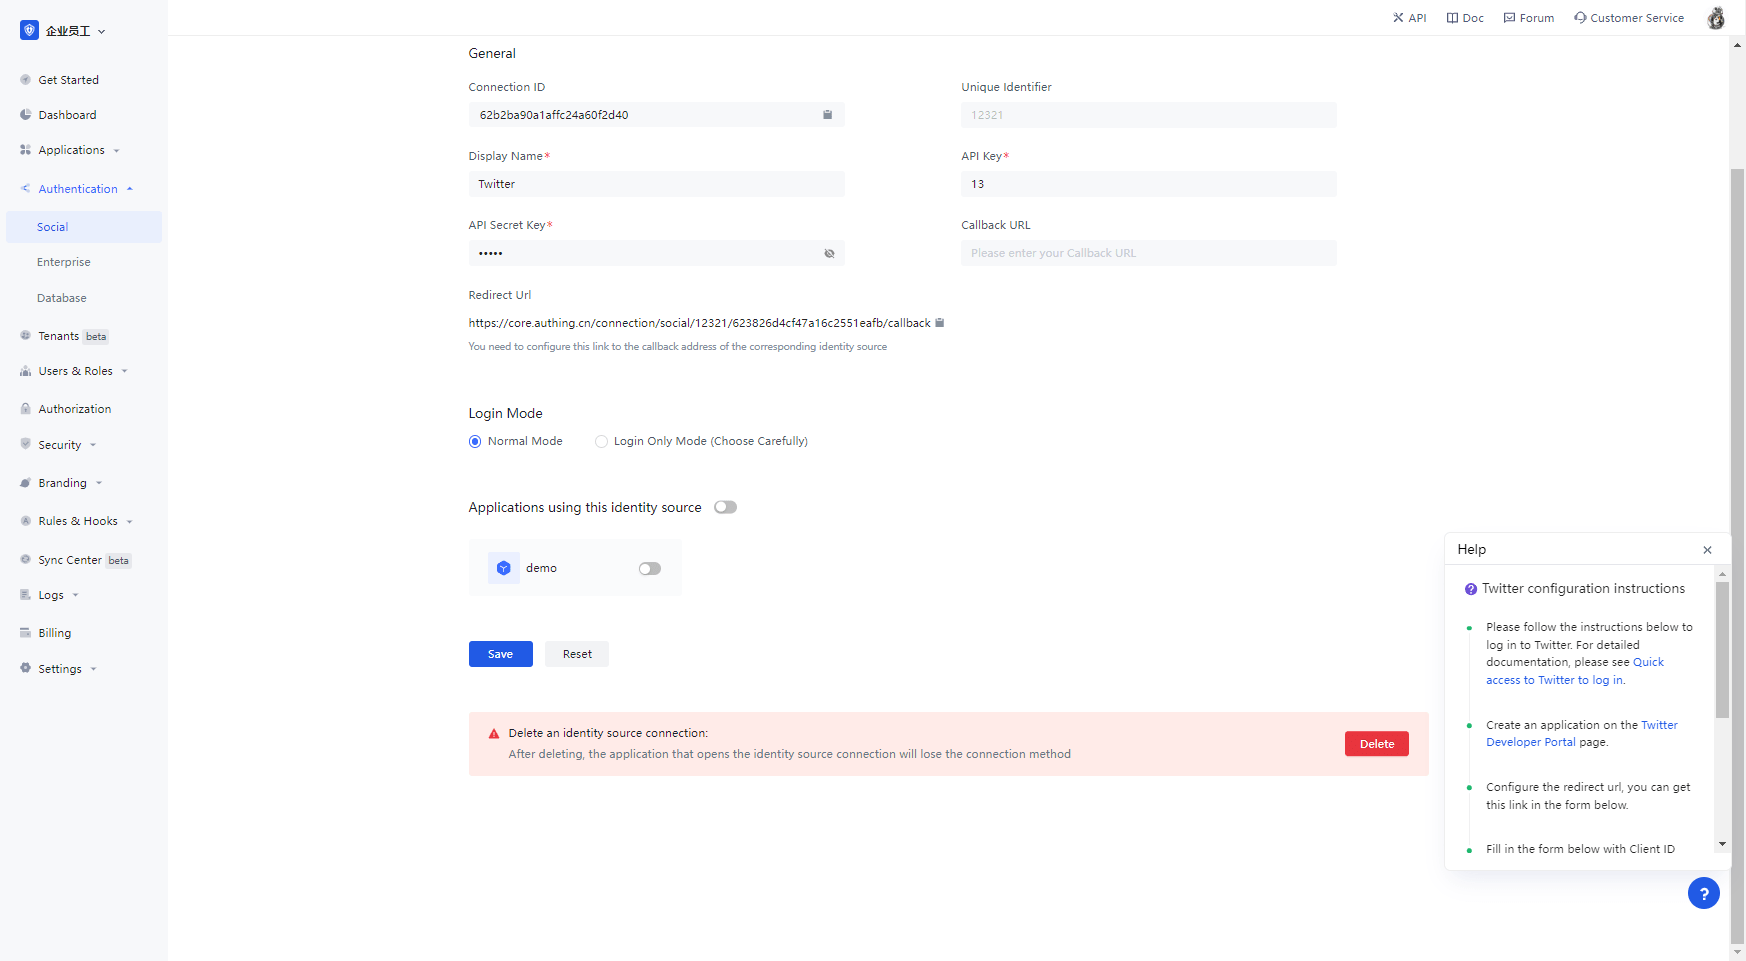 企业员工
API
Doc
Forum
Customer Service
Get Started
Dashboard
Applications
Authentication
Social
Enterprise
Database
Tenants beta
Users & Roles
Authorization
Security
Branding
Rules & Hooks
Sync Center beta
Logs
Billing
Settings
General
Connection ID
62b2ba90a1affc24a60f2d40
Unique Identifier
12321
Display Name*
Twitter
API Key*
13
API Secret Key*
•••••
Callback URL
Please enter your Callback URL
Redirect Url
https://core.authing.cn/connection/social/12321/623826d4cf47a16c2551eafb/callback
You need to configure this link to the callback address of the corresponding identity source
Login Mode
Normal Mode
Login Only Mode (Choose Carefully)
Applications using this identity source
demo
Save
Reset
Delete an identity source connection:
After deleting, the application that opens the identity source connection will lose the connection method
Delete
Help
? Twitter configuration instructions
Please follow the instructions below to
log in to Twitter. For detailed
documentation, please see Quick
access to Twitter to log in.
Create an application on the Twitter
Developer Portal page.
Configure the redirect url, you can get
this link in the form below.
Fill in the form below with Client ID
?